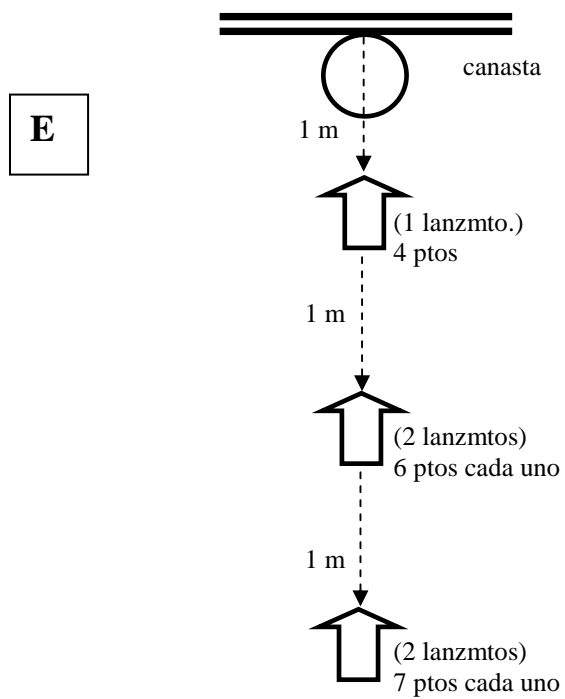 canasta
E
1 m
(1 lanzmto.)
4 ptos
1 m
(2 lanzmtos)
6 ptos cada uno
1 m
(2 lanzmtos)
7 ptos cada uno